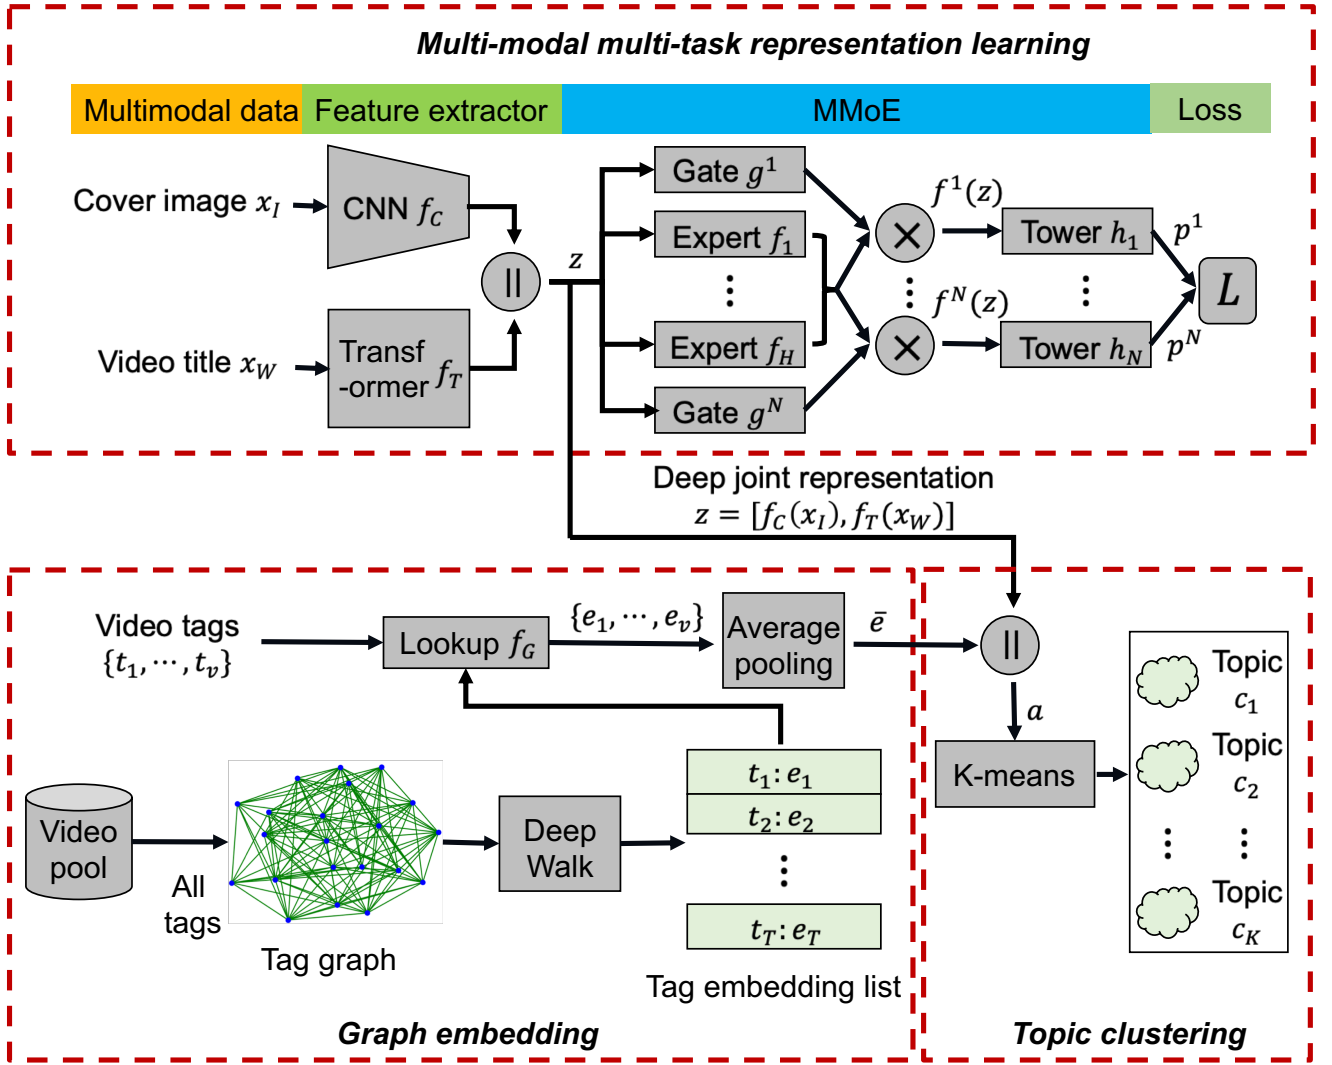 Multi-modal multi-task representation learning
Multimodal data
Feature extractor
MMoE
Loss
Cover image x_I
CNN f_C
Video title x_W
Transf
-ormer f_T
||
z
Gate g^1
Expert f_1
⋮
Expert f_H
Gate g^N
×
⋮
×
f^1(z)
f^N(z)
Tower h_1
⋮
Tower h_N
p^1
p^N
L
Deep joint representation
z = [f_C(x_I), f_T(x_W)]
Video tags
{t_1, ⋯, t_v}
Lookup f_G
{e_1, ⋯, e_v}
Average
pooling
ē
||
a
K-means
Topic
c_1
Topic
c_2
⋮ ⋮
Topic
c_K
Video
pool
All
tags
Tag graph
Deep
Walk
t_1: e_1
t_2: e_2
⋮
t_T: e_T
Tag embedding list
Graph embedding
Topic clustering